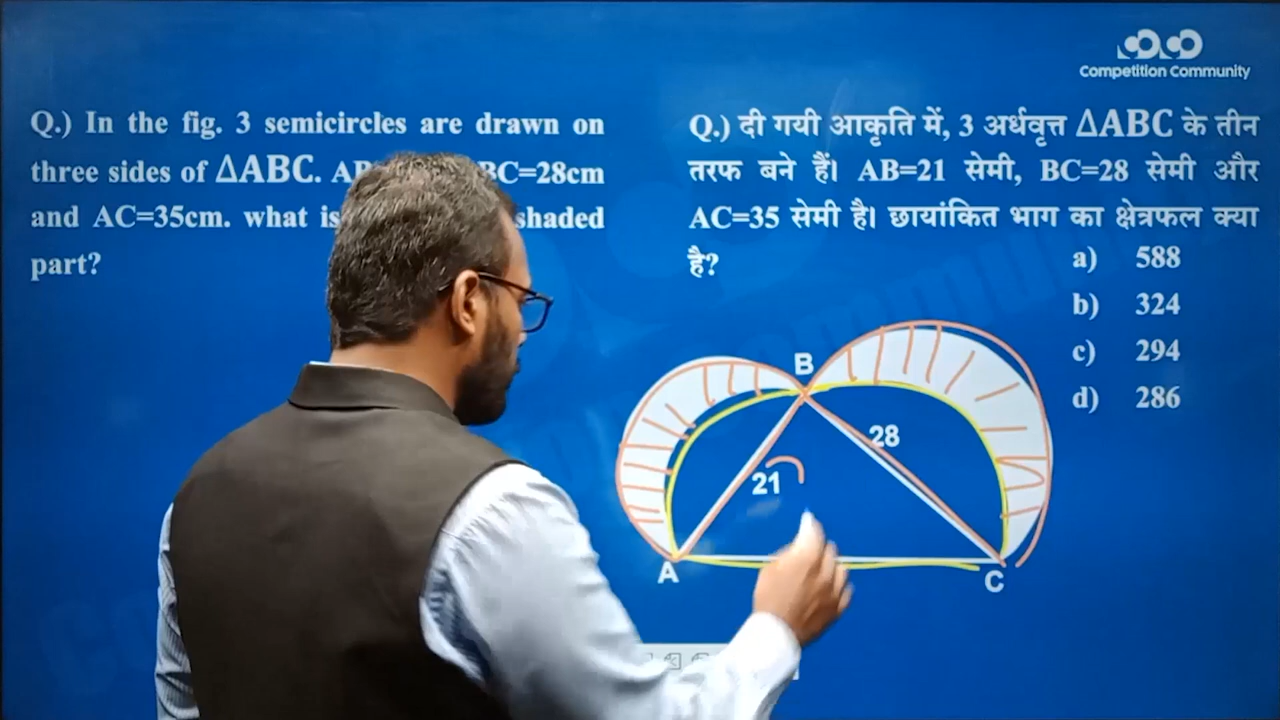 Competition Community
Q.) In the fig. 3 semicircles are drawn on
three sides of ΔABC. BC=28cm
and AC=35cm. what is shaded
part?
Q.) दी गयी आकृति में, 3 अर्धवृत्त ΔABC के तीन
तरफ बने हैं। AB=21 सेमी, BC=28 सेमी और
AC=35 सेमी है। छायांकित भाग का क्षेत्रफल क्या
है?
a) 588
b) 324
c) 294
d) 286
B
28
21
A
C